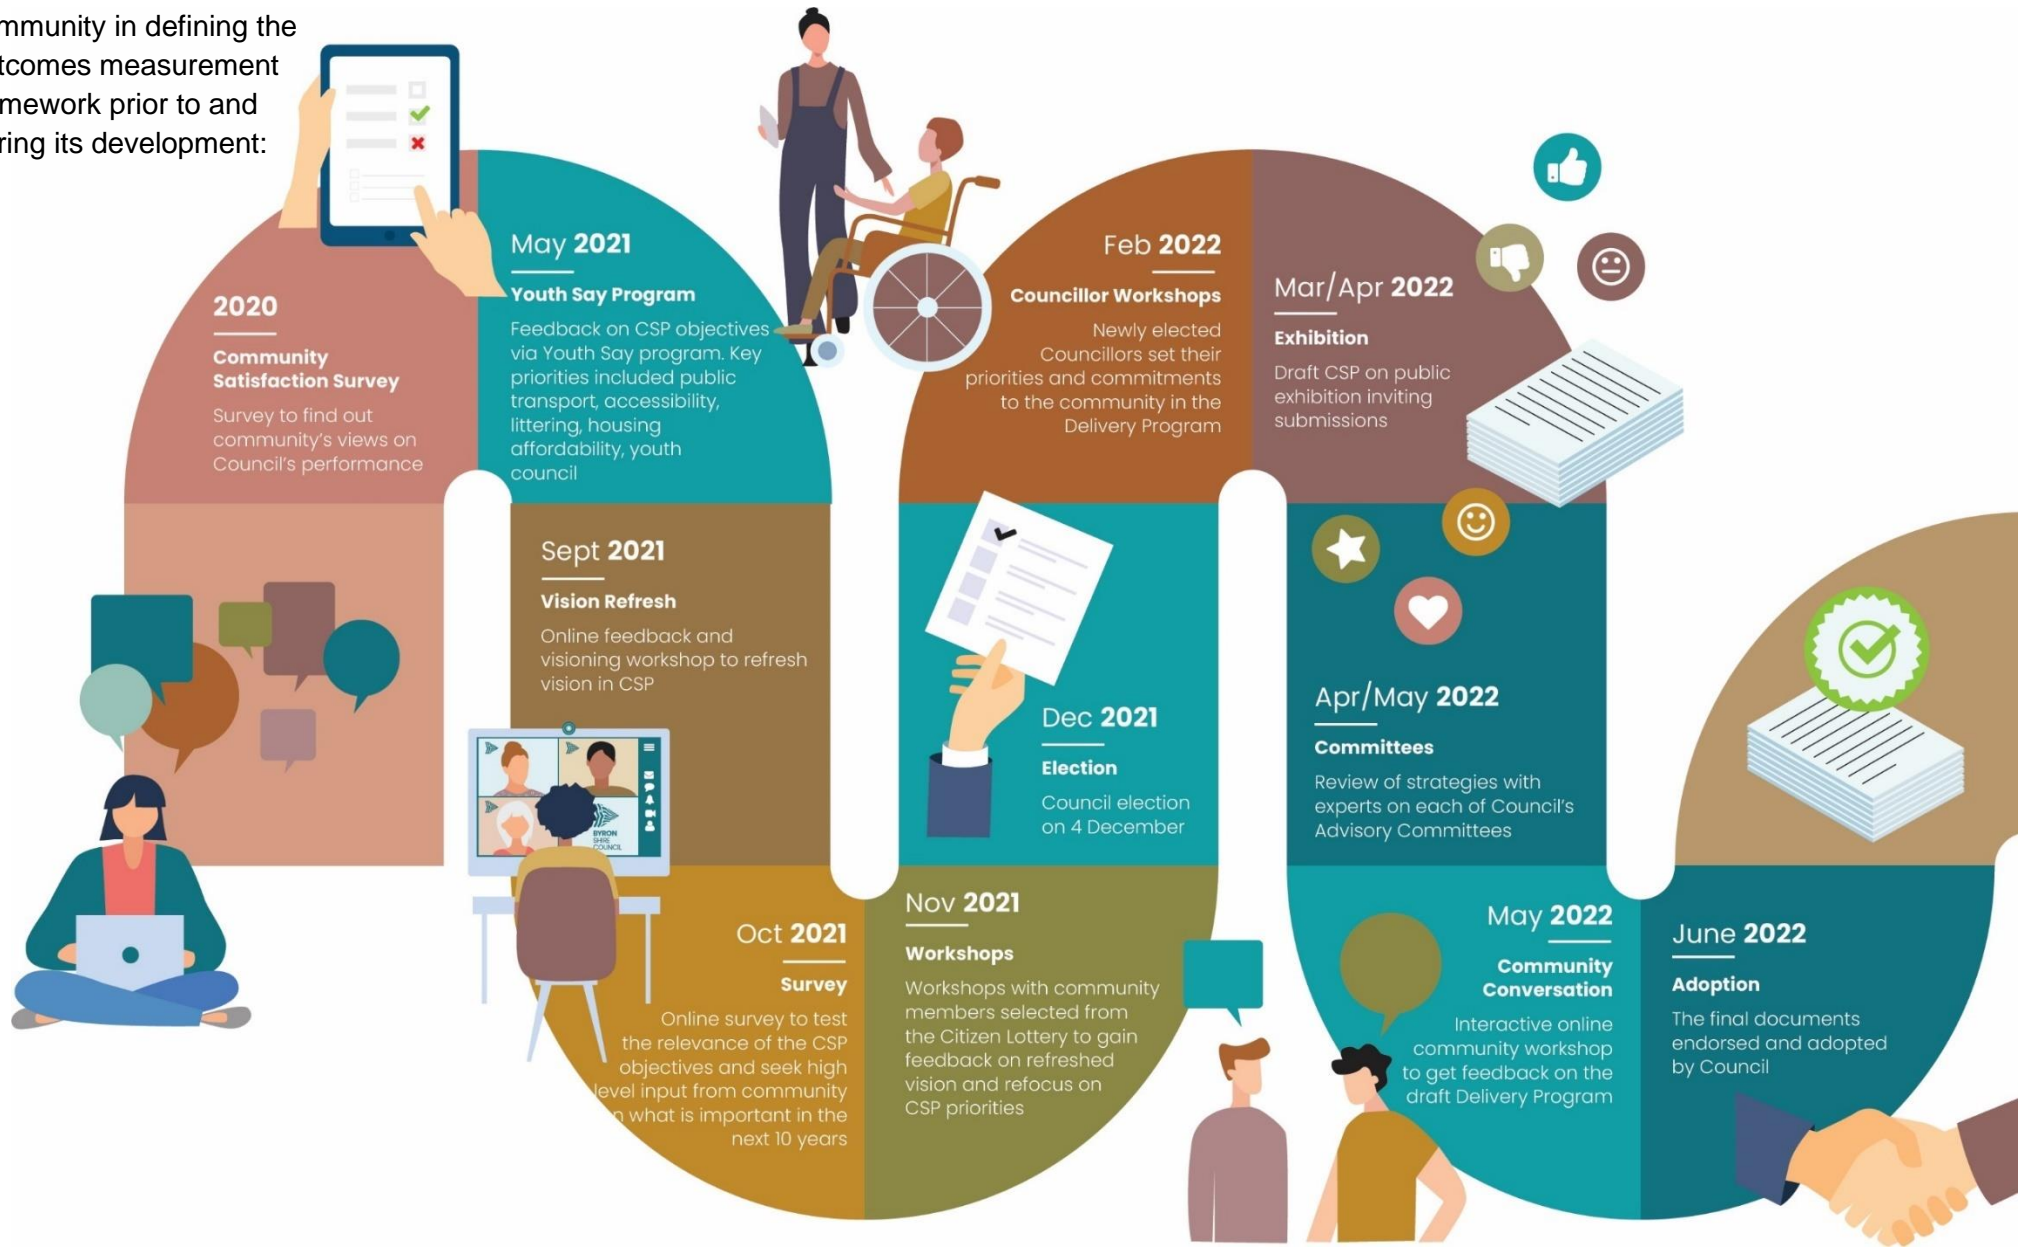 mmunity in defining the
tcomes measurement
mework prior to and
ring its development:
2020
Community
Satisfaction Survey
Survey to find out
community's views on
Council's performance
May 2021
Youth Say Program
Feedback on CSP objectives
via Youth Say program. Key
priorities included public
transport, accessibility,
littering, housing
affordability, youth
council
Sept 2021
Vision Refresh
Online feedback and
visioning workshop to refresh
vision in CSP
BYRON
SHIRE
COUNCIL
Oct 2021
Survey
Online survey to test
the relevance of the CSP
objectives and seek high
level input from community
n what is important in the
next 10 years
Nov 2021
Workshops
Workshops with community
members selected from
the Citizen Lottery to gain
feedback on refreshed
vision and refocus on
CSP priorities
Dec 2021
Election
Council election
on 4 December
Feb 2022
Councillor Workshops
Newly elected
Councillors set their
priorities and commitments
to the community in the
Delivery Program
Mar/Apr 2022
Exhibition
Draft CSP on public
exhibition inviting
submissions
Apr/May 2022
Committees
Review of strategies with
experts on each of Council's
Advisory Committees
May 2022
Community
Conversation
Interactive online
community workshop
to get feedback on the
draft Delivery Program
June 2022
Adoption
The final documents
endorsed and adopted
by Council